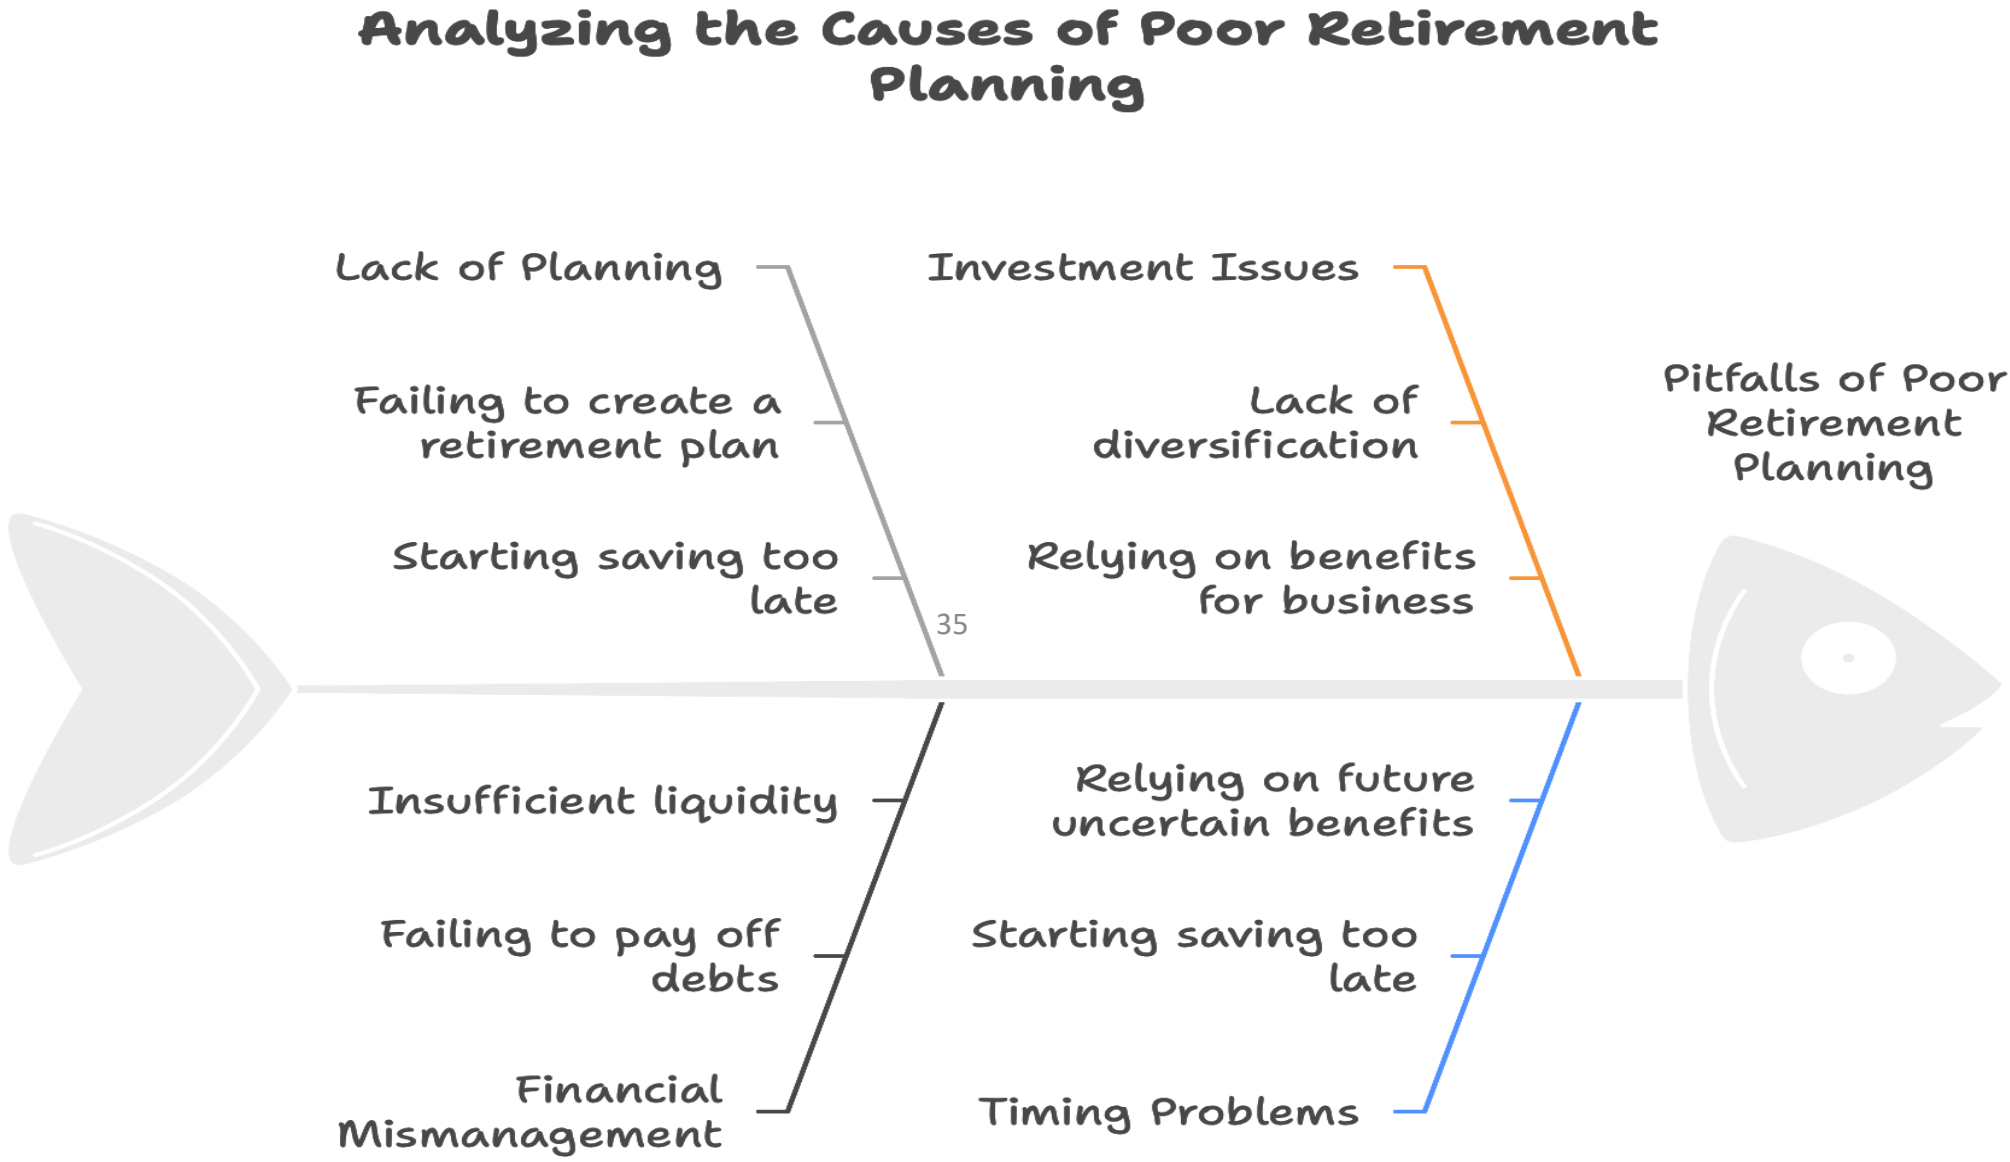 Analyzing the Causes of Poor Retirement
Planning
Lack of Planning
Failing to create a
retirement plan
Starting saving too
late
35
Investment Issues
Lack of
diversification
Relying on benefits
for business
Pitfalls of Poor
Retirement
Planning
Insufficient liquidity
Failing to pay off
debts
Financial
Mismanagement
Relying on future
uncertain benefits
Starting saving too
late
Timing Problems